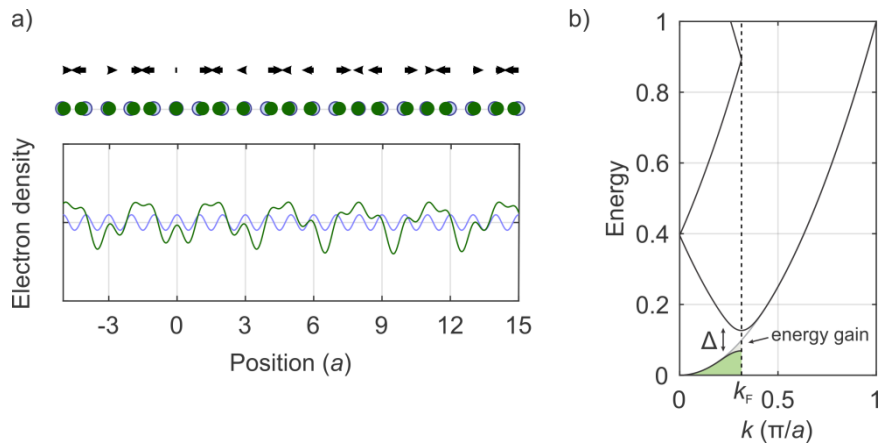 a)
Electron density
-3 0 3 6 9 12 15
Position (a)
b)
Energy
1
0.8
0.6
0.4
0.2
0
Δ
energy gain
0 kF 0.5 1
k (π/a)